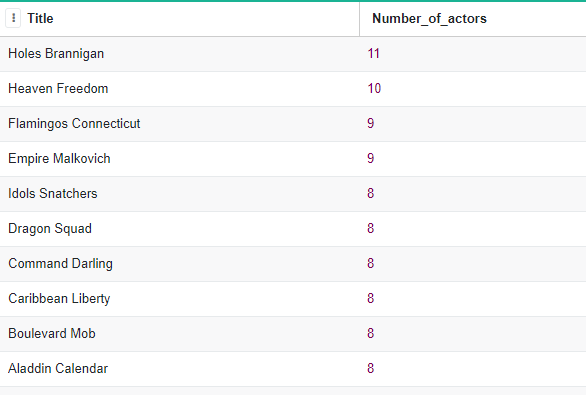 Title Number_of_actors
Holes Brannigan 11
Heaven Freedom 10
Flamingos Connecticut 9
Empire Malkovich 9
Idols Snatchers 8
Dragon Squad 8
Command Darling 8
Caribbean Liberty 8
Boulevard Mob 8
Aladdin Calendar 8